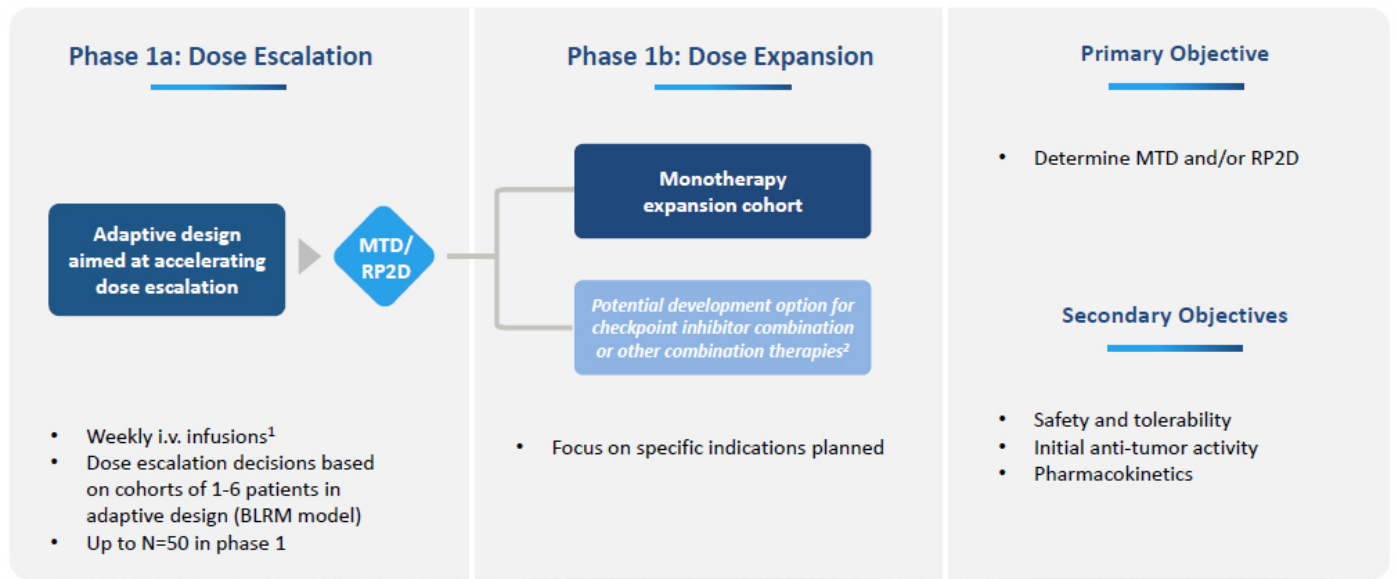 Phase 1a: Dose Escalation
Adaptive design
aimed at accelerating
dose escalation
MTD/
RP2D
• Weekly i.v. infusions¹
• Dose escalation decisions based
on cohorts of 1-6 patients in
adaptive design (BLRM model)
• Up to N=50 in phase 1
Phase 1b: Dose Expansion
Monotherapy
expansion cohort
Potential development option for
checkpoint inhibitor combination
or other combination therapies²
• Focus on specific indications planned
Primary Objective
• Determine MTD and/or RP2D
Secondary Objectives
• Safety and tolerability
• Initial anti-tumor activity
• Pharmacokinetics